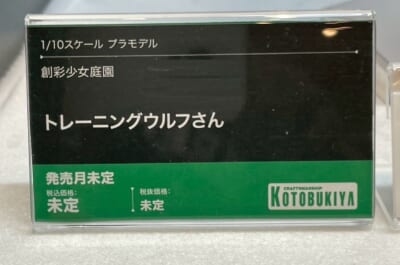 1/10スケール プラモデル
創彩少女庭園
トレーニングウルフさん
発売月未定
税込価格:
未定
税抜価格:
未定
CRAFTSMANSHIP
KOTOBUKIYA